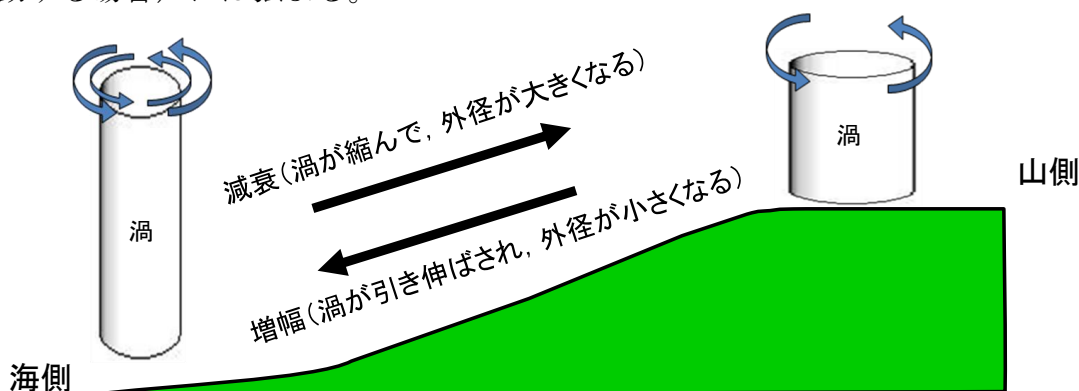 減衰(渦が縮んで，外径が大きくなる)
渦
山側
渦
増幅(渦が引き伸ばされ，外径が小さくなる)
海側